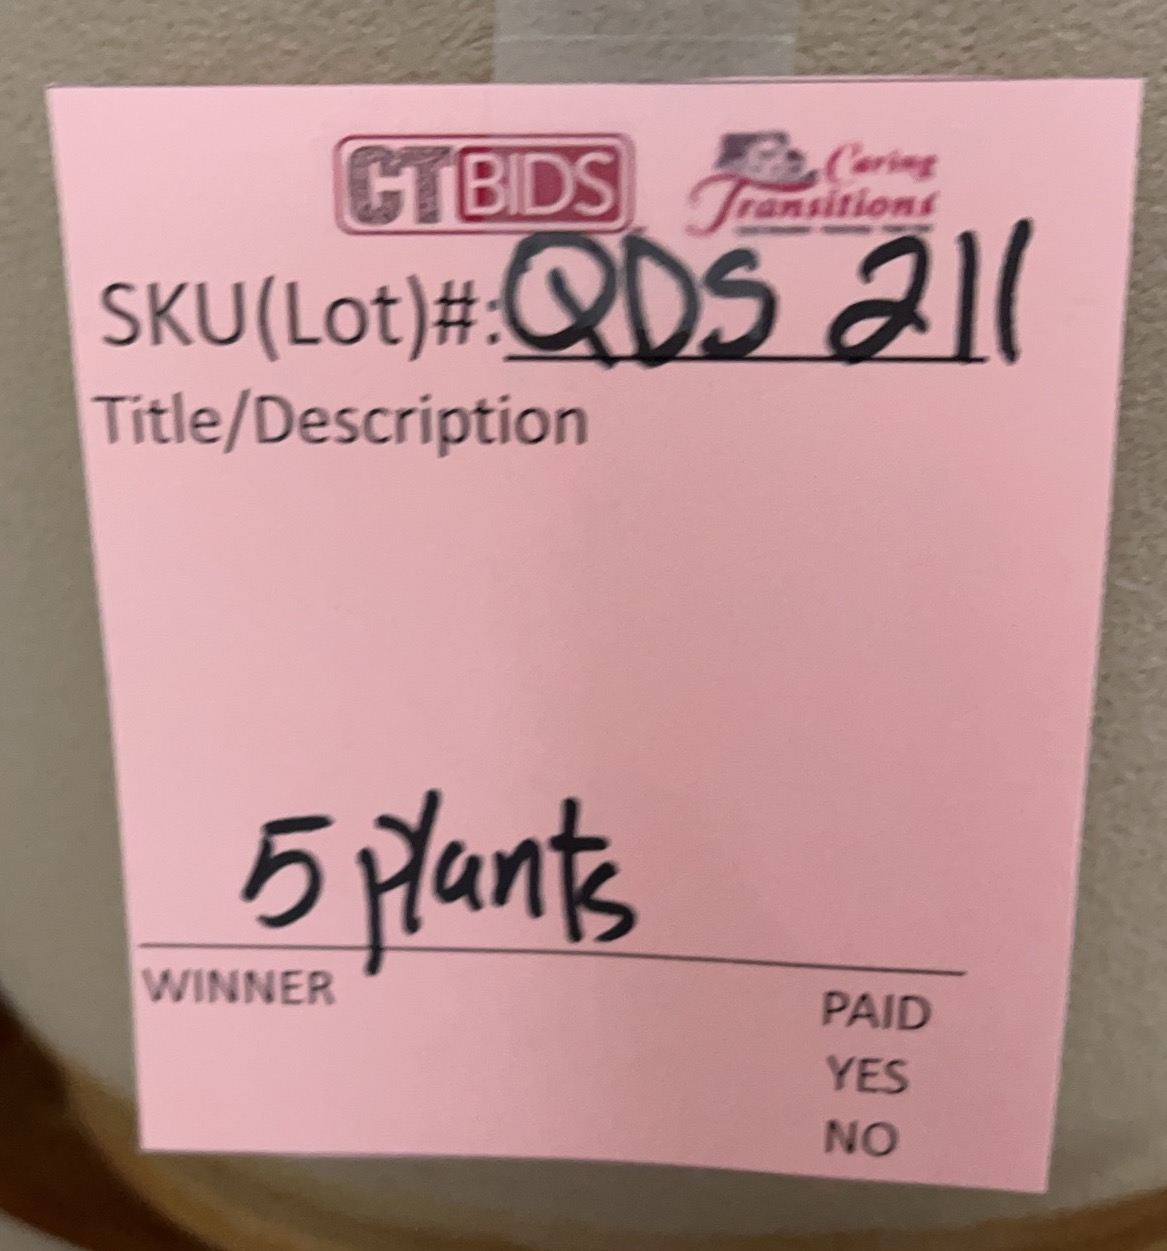 CTBIDS Caring Transitions
SKU(Lot)#: QDS 211
Title/Description
5 plants
WINNER
PAID
YES
NO